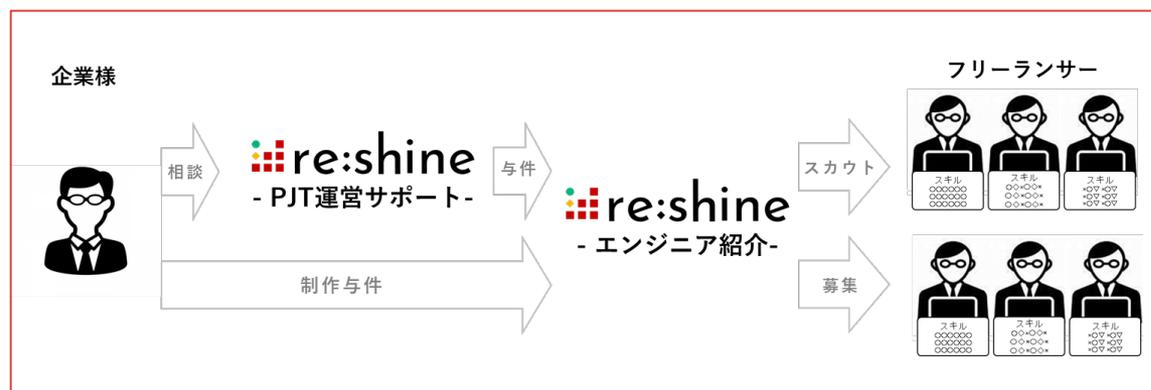 企業様
相談
re:shine
- PJT運営サポート-
与件
制作与件
re:shine
- エンジニア紹介-
スカウト
募集
フリーランサー
スキル
○○○○○○
○○○○○○
○○○○○○
スキル
○◇×○◇×
○◇×○◇×
○◇×○◇×
スキル
×○▽ ×○▽
×○▽ ×○▽
×○▽ ×○▽
スキル
○○○○○○
○○○○○○
○○○○○○
スキル
○◇×○◇×
○◇×○◇×
○◇×○◇×
スキル
×○▽ ×○▽
×○▽ ×○▽
×○▽ ×○▽